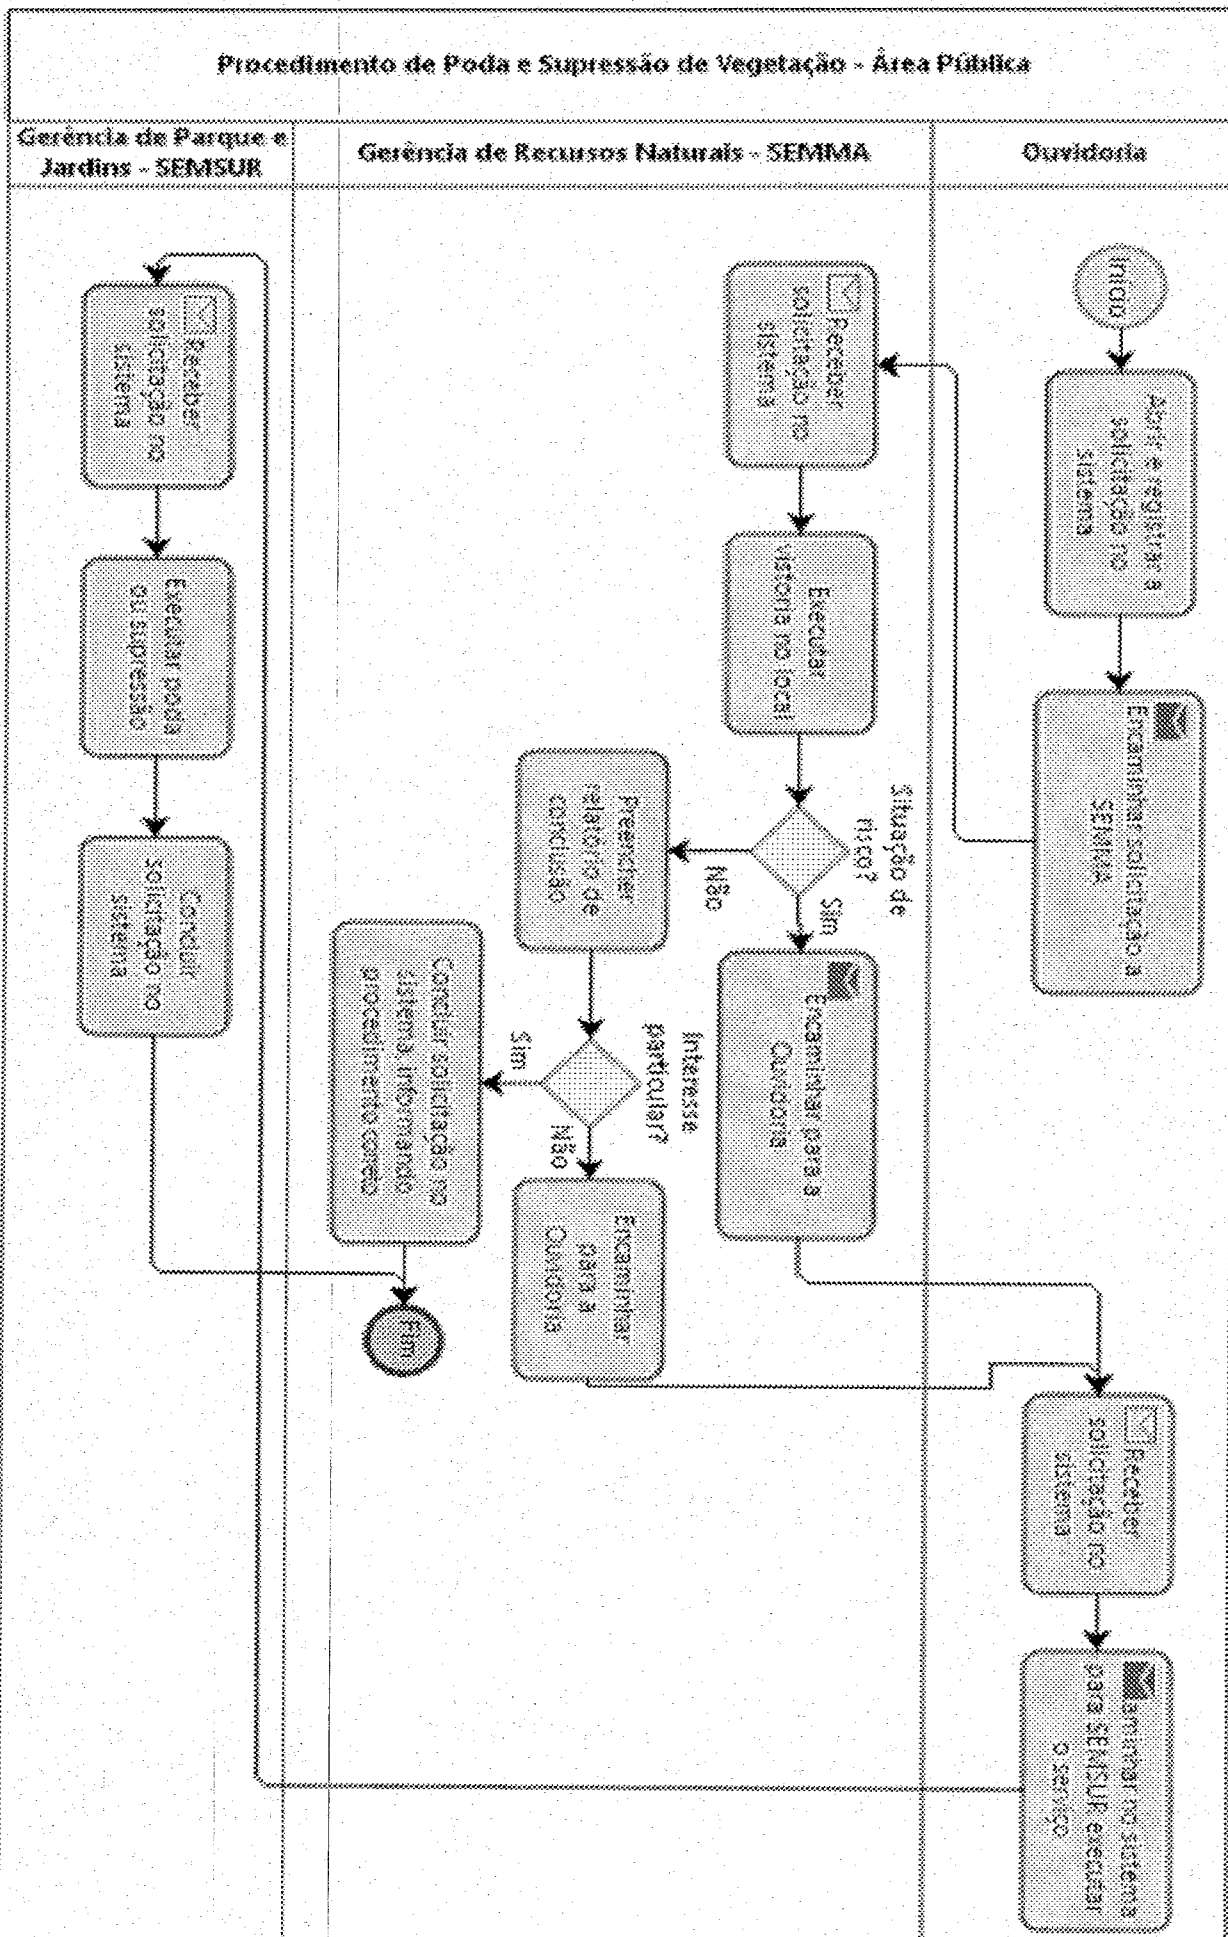 Procedimento de Poda e Supressão de Vegetação - Área Pública
Gerência de Parque e
Jardins - SEMSUR
Gerência de Recursos Naturais - SEMMA
Ouvidoria
Início
Abrir e registrar a
solicitação no
sistema
Encaminhar solicitação a
SEMMA
Receber
solicitação no
sistema
Executar
vistoria no local
Situação de
risco?
Sim
Não
Encaminhar para a
Ouvidoria
Preencher
relatório de
conclusão
Interesse
particular?
Sim
Não
Concluir solicitação no
sistema informando
procedimento coreto
Encaminhar
para a
Ouvidoria
Fim
Receber
solicitação no
sistema
aminhar no sistema
para SEMSUR executar
o serviço
Receber
solicitação no
sistema
Executar poda
ou supressão
Concluir
solicitação no
sistema